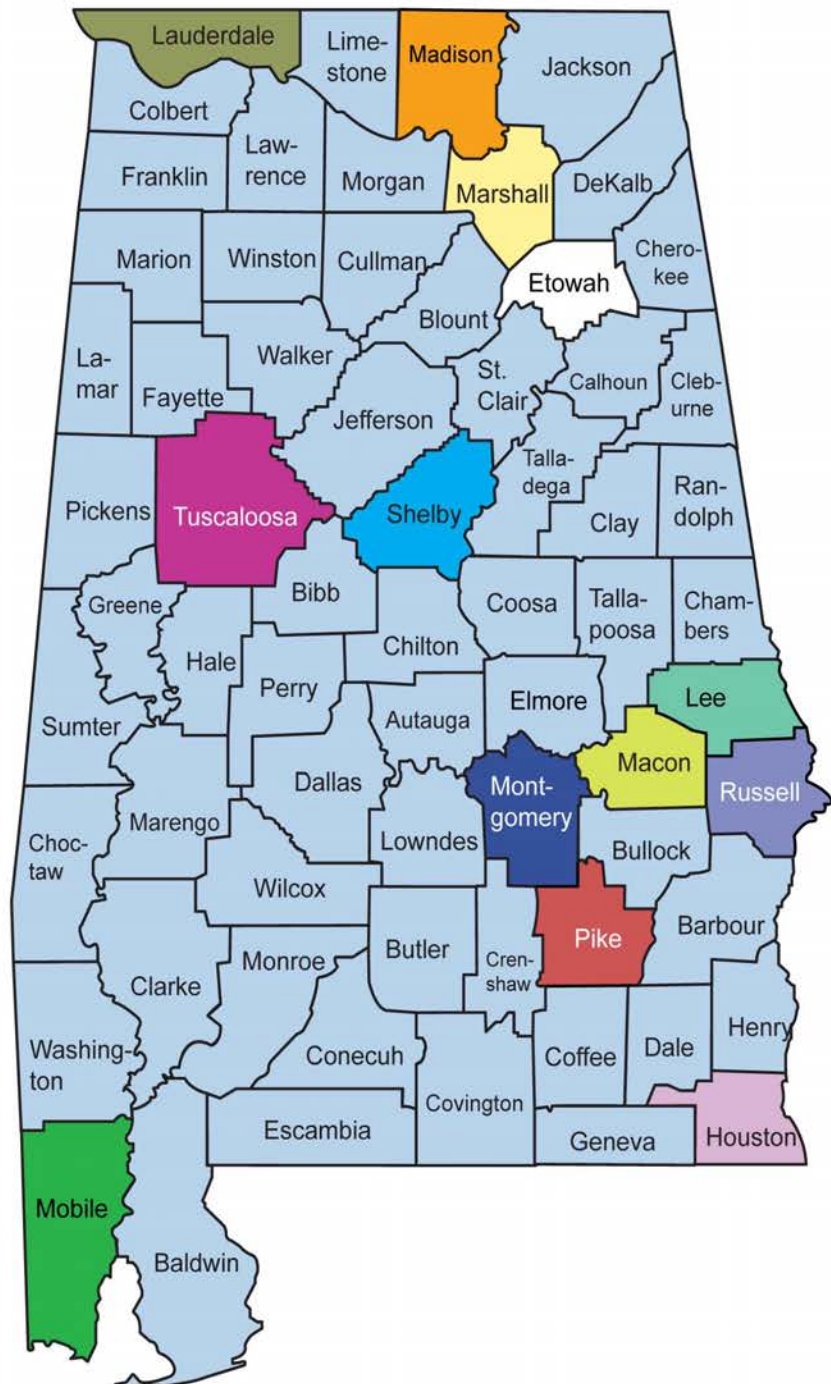 Lauderdale
Lime-
stone
Madison
Jackson
Colbert
Law-
rence
Franklin
Morgan
Marshall
DeKalb
Marion
Winston
Cullman
Chero-
kee
Etowah
Blount
La-
mar
Walker
Fayette
St.
Clair
Calhoun
Cleb-
urne
Jefferson
Talla-
dega
Ran-
dolph
Pickens
Tuscaloosa
Shelby
Clay
Bibb
Greene
Coosa
Talla-
poosa
Cham-
bers
Hale
Chilton
Perry
Elmore
Lee
Sumter
Autauga
Macon
Dallas
Mont-
gomery
Russell
Marengo
Choc-
taw
Lowndes
Bullock
Wilcox
Pike
Barbour
Butler
Monroe
Cren-
shaw
Clarke
Washing-
ton
Conecuh
Coffee
Dale
Henry
Covington
Escambia
Geneva
Houston
Mobile
Baldwin